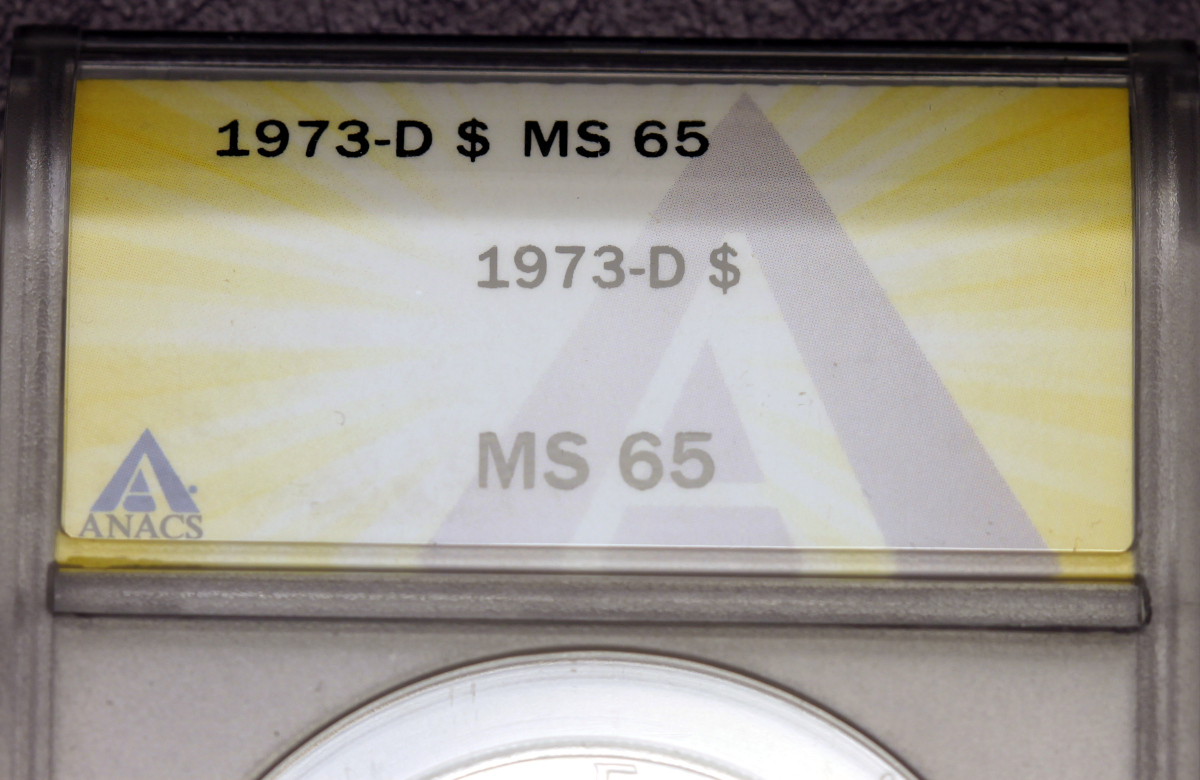 1973-D $ MS 65
1973-D $
MS 65
ANACS